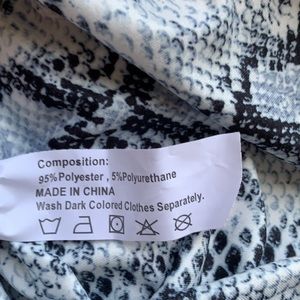 Composition:
95%Polyester , 5%Polyurethane
MADE IN CHINA
Wash Dark Colored Clothes Separately.